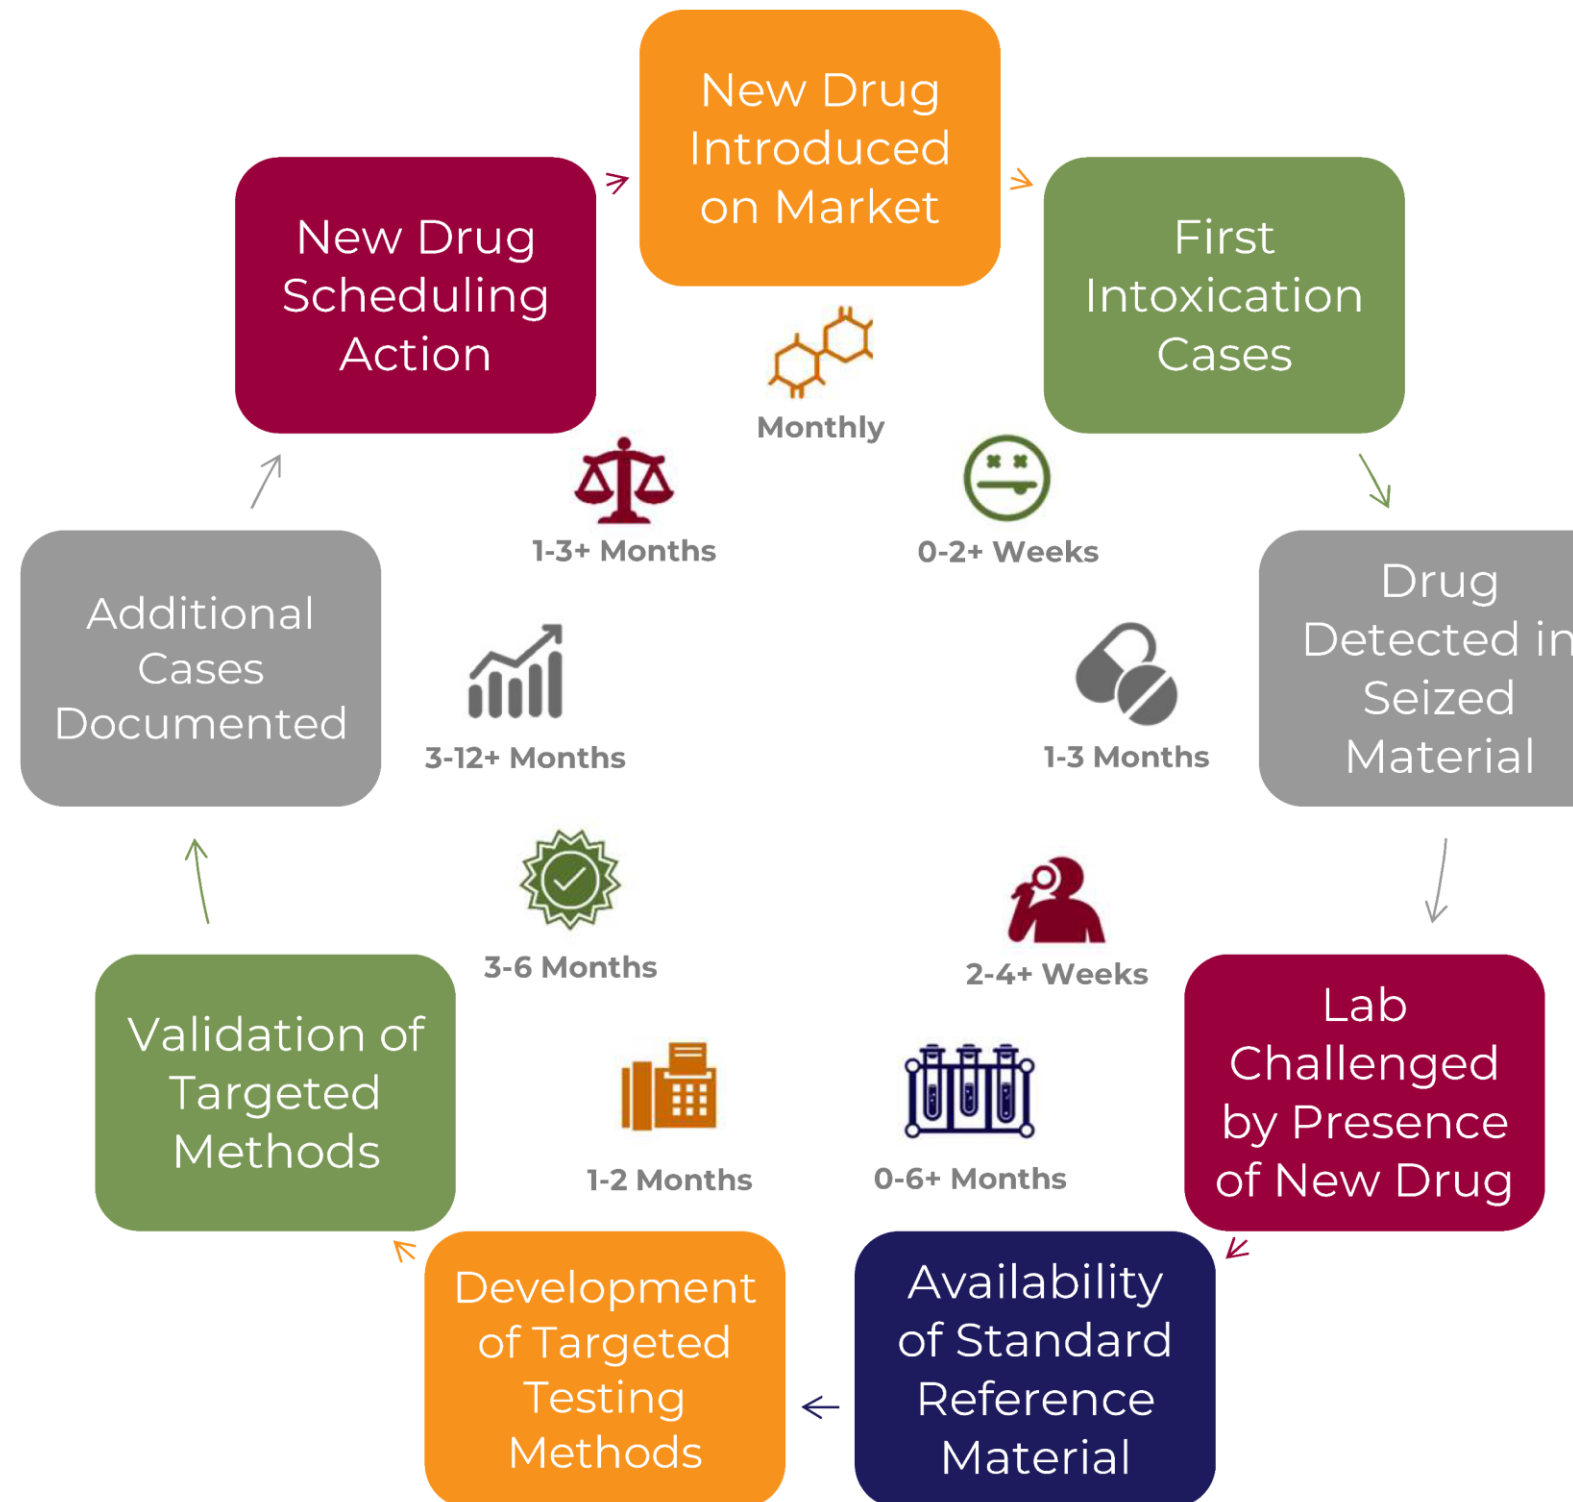 New Drug
Introduced
on Market
Monthly
First
Intoxication
Cases
0-2+ Weeks
Drug
Detected in
Seized
Material
1-3 Months
Lab
Challenged
by Presence
of New Drug
2-4+ Weeks
Availability
of Standard
Reference
Material
0-6+ Months
Development
of Targeted
Testing
Methods
1-2 Months
Validation of
Targeted
Methods
3-6 Months
Additional
Cases
Documented
3-12+ Months
New Drug
Scheduling
Action
1-3+ Months